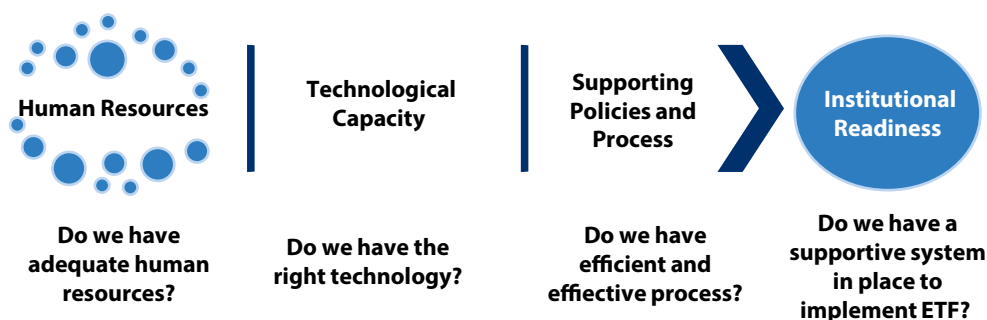 Human Resources
Technological
Capacity
Supporting
Policies and
Process
Institutional
Readiness
Do we have
adequate human
resources?
Do we have the
right technology?
Do we have
efficient and
effiective process?
Do we have a
supportive system
in place to
implement ETF?